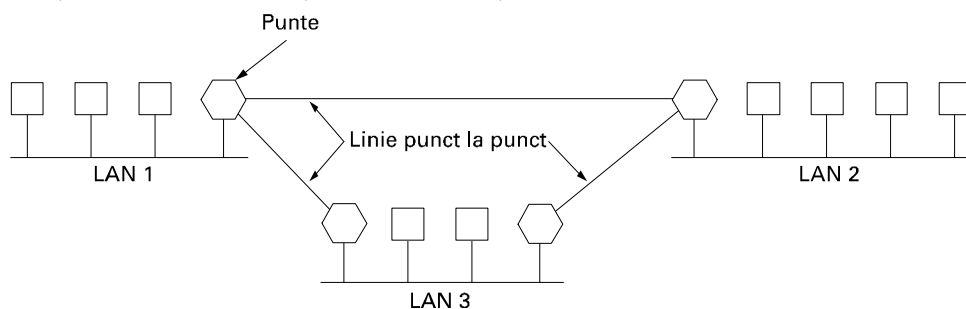 Punte
Linie punct la punct
LAN 1
LAN 2
LAN 3